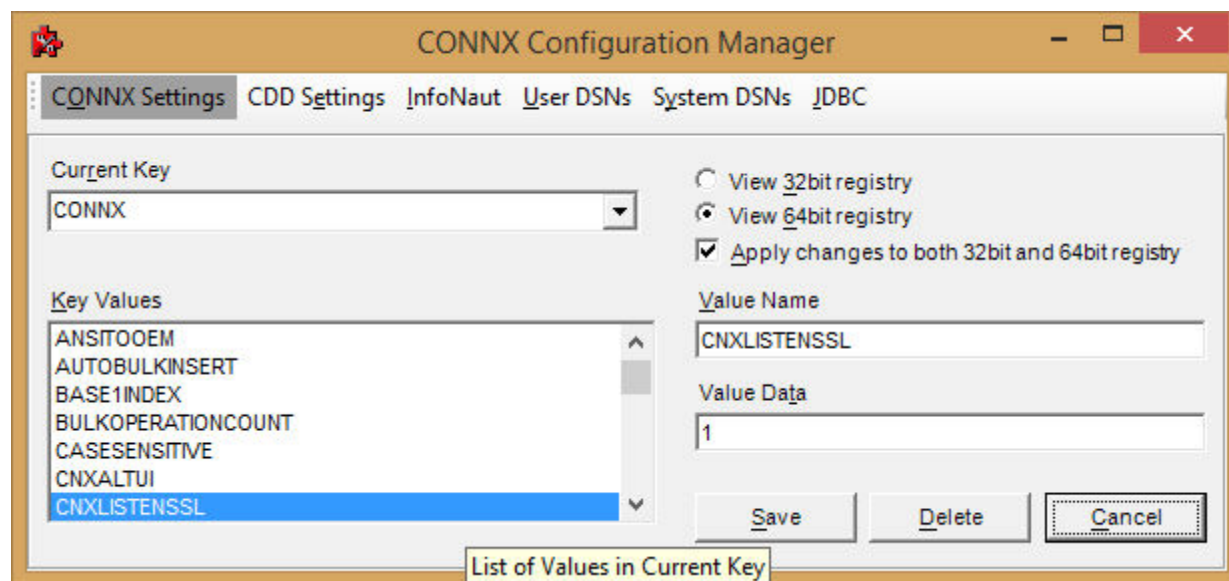 CONNX Configuration Manager
CONNX Settings CDD Settings InfoNaut User DSNs System DSNs JDBC
Current Key
CONNX
View 32bit registry
View 64bit registry
Apply changes to both 32bit and 64bit registry
Key Values
ANSITOOEM
AUTOBULKINSERT
BASE1INDEX
BULKOPERATIONCOUNT
CASESENSITIVE
CNXALTUI
CNXLISTENSSL
Value Name
CNXLISTENSSL
Value Data
1
Save Delete Cancel
List of Values in Current Key